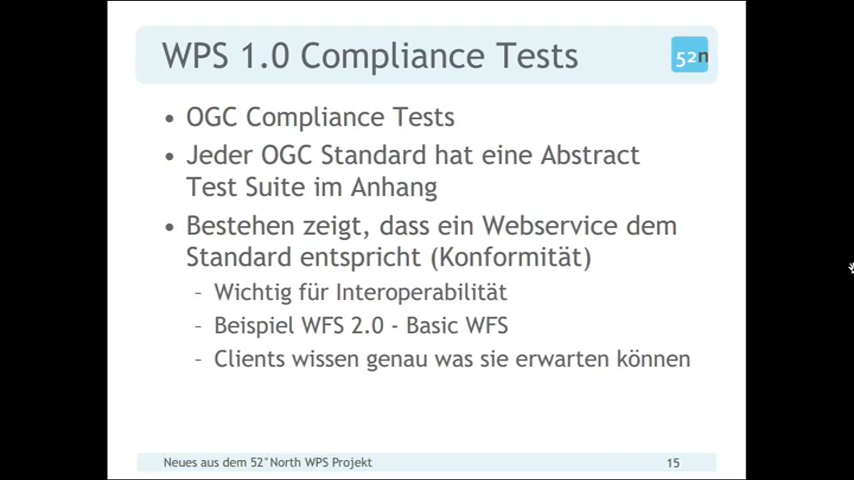 WPS 1.0 Compliance Tests
52n
• OGC Compliance Tests
• Jeder OGC Standard hat eine Abstract
Test Suite im Anhang
• Bestehen zeigt, dass ein Webservice dem
Standard entspricht (Konformität)
– Wichtig für Interoperabilität
– Beispiel WFS 2.0 - Basic WFS
– Clients wissen genau was sie erwarten können
Neues aus dem 52°North WPS Projekt
15